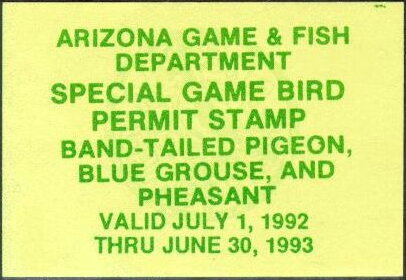 ARIZONA GAME & FISH
DEPARTMENT
SPECIAL GAME BIRD
PERMIT STAMP
BAND-TAILED PIGEON,
BLUE GROUSE, AND
PHEASANT
VALID JULY 1, 1992
THRU JUNE 30, 1993